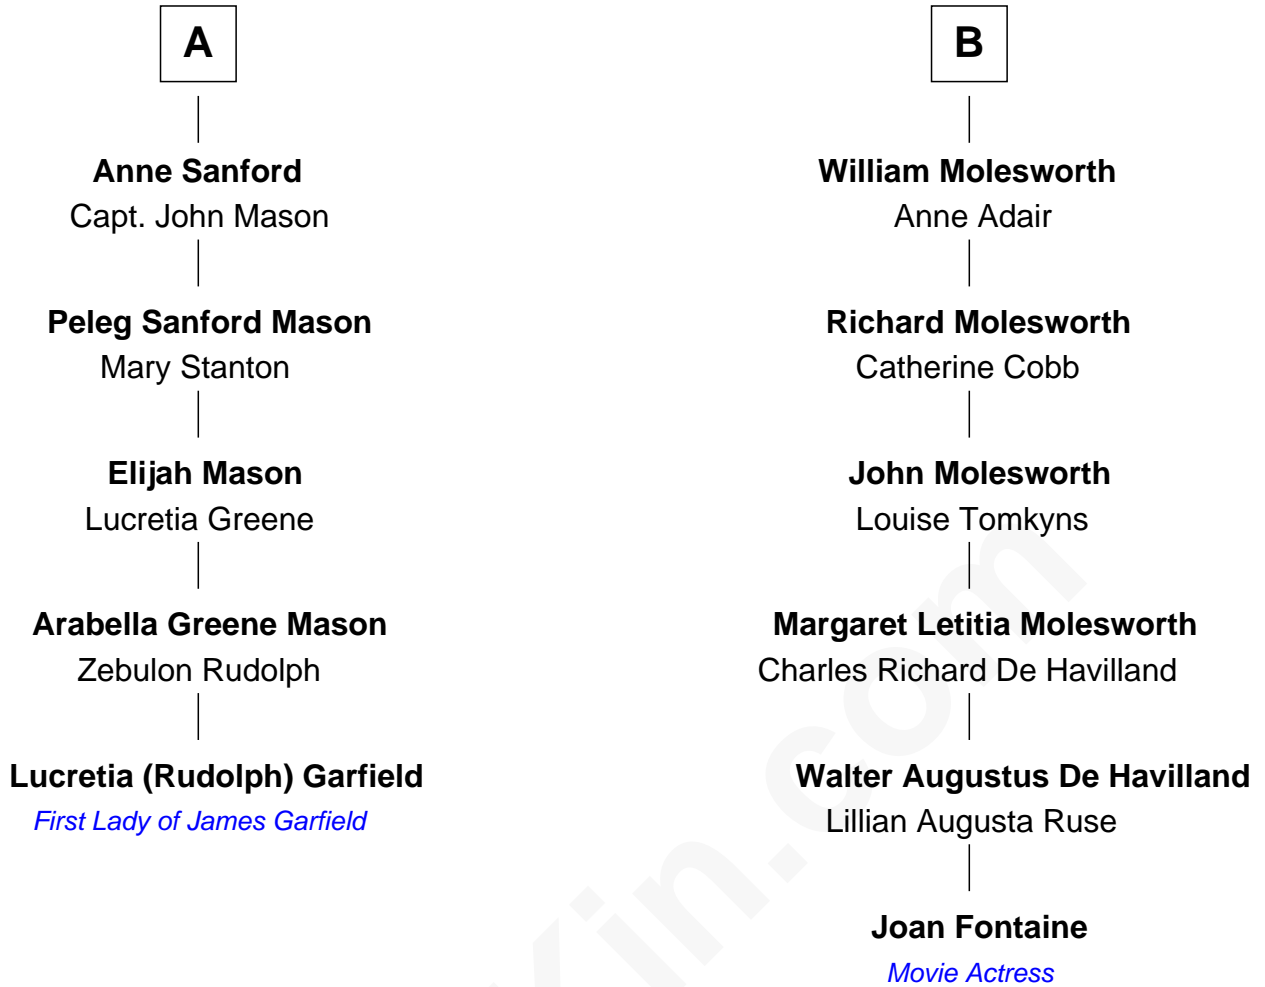 A
Anne Sanford
Capt. John Mason
Peleg Sanford Mason
Mary Stanton
Elijah Mason
Lucretia Greene
Arabella Greene Mason
Zebulon Rudolph
Lucretia (Rudolph) Garfield
First Lady of James Garfield
B
William Molesworth
Anne Adair
Richard Molesworth
Catherine Cobb
John Molesworth
Louise Tomkyns
Margaret Letitia Molesworth
Charles Richard De Havilland
Walter Augustus De Havilland
Lillian Augusta Ruse
Joan Fontaine
Movie Actress
Kin.com